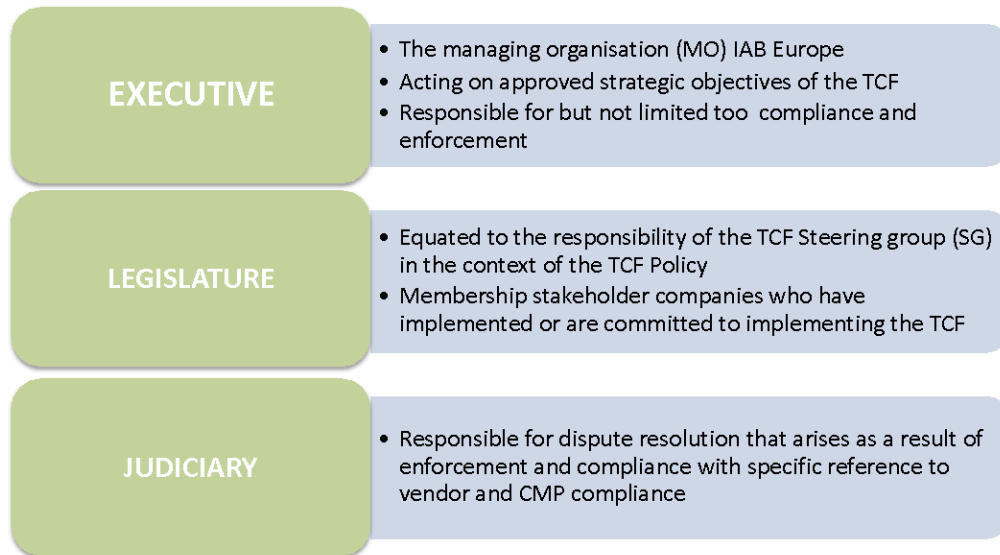 EXECUTIVE
• The managing organisation (MO) IAB Europe
• Acting on approved strategic objectives of the TCF
• Responsible for but not limited too compliance and
enforcement
LEGISLATURE
• Equated to the responsibility of the TCF Steering group (SG)
in the context of the TCF Policy
• Membership stakeholder companies who have
implemented or are committed to implementing the TCF
JUDICIARY
• Responsible for dispute resolution that arises as a result of
enforcement and compliance with specific reference to
vendor and CMP compliance